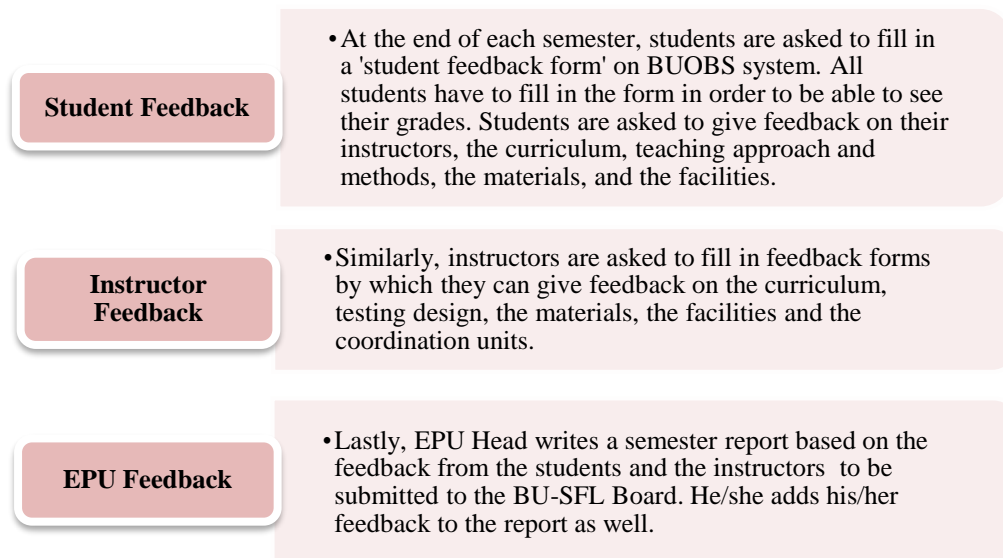 Student Feedback
•At the end of each semester, students are asked to fill in
a 'student feedback form' on BUOBS system. All
students have to fill in the form in order to be able to see
their grades. Students are asked to give feedback on their
instructors, the curriculum, teaching approach and
methods, the materials, and the facilities.
Instructor
Feedback
•Similarly, instructors are asked to fill in feedback forms
by which they can give feedback on the curriculum,
testing design, the materials, the facilities and the
coordination units.
EPU Feedback
•Lastly, EPU Head writes a semester report based on the
feedback from the students and the instructors  to be
submitted to the BU-SFL Board. He/she adds his/her
feedback to the report as well.